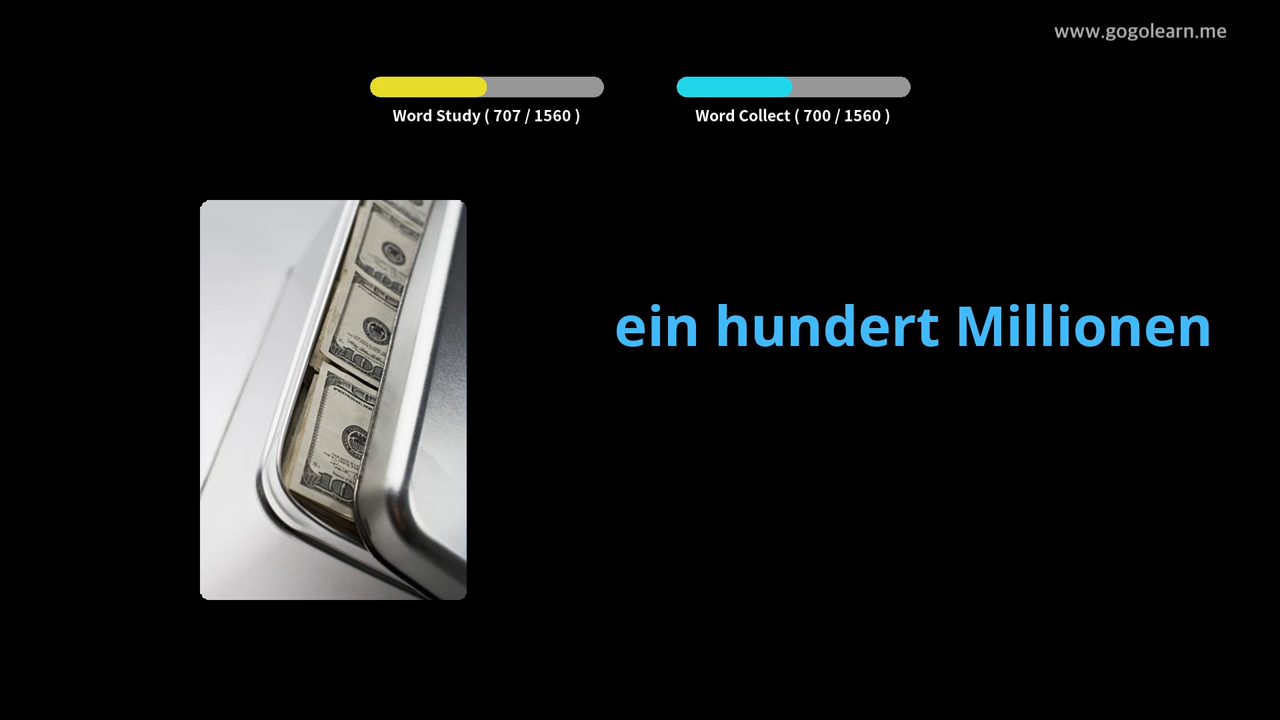 www.gogolearn.me
Word Study ( 707 / 1560 )
Word Collect ( 700 / 1560 )
ein hundert Millionen